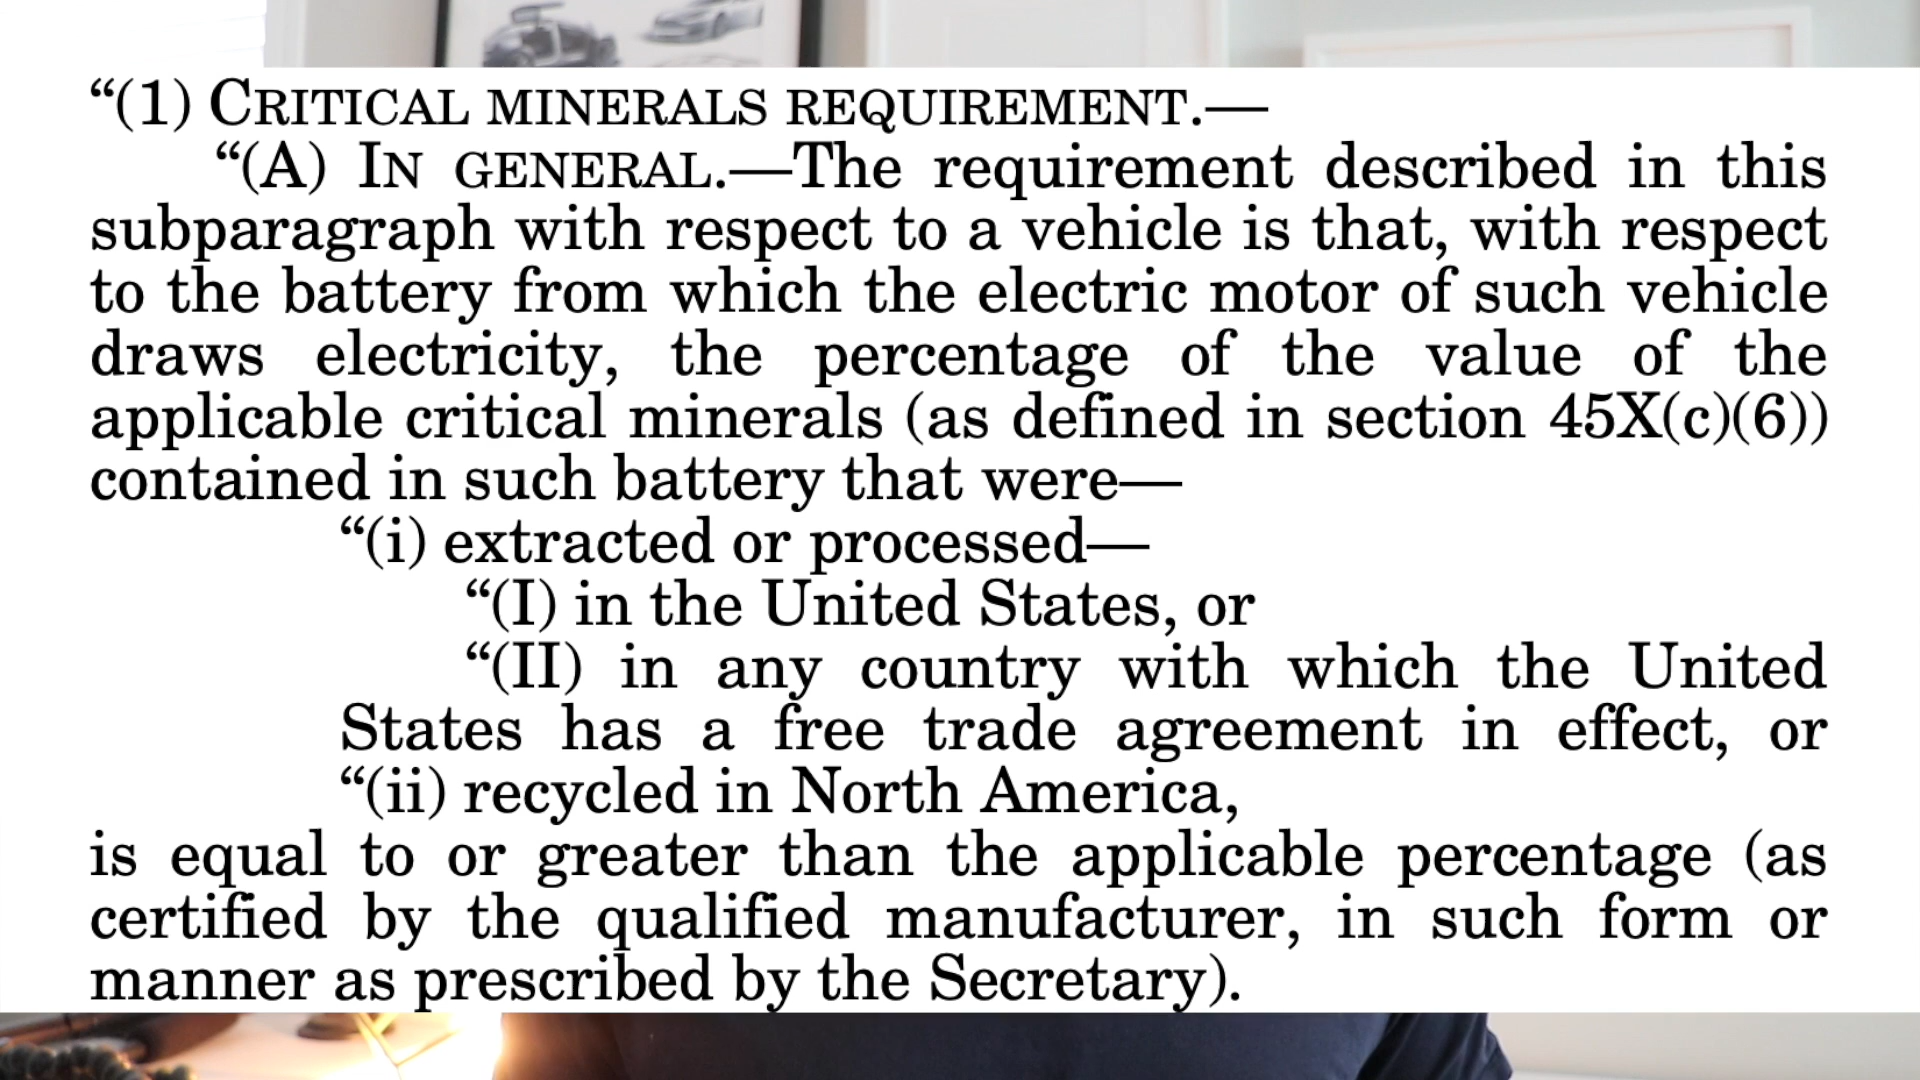 “(1) CRITICAL MINERALS REQUIREMENT.—
“(A) IN GENERAL.—The requirement described in this
subparagraph with respect to a vehicle is that, with respect
to the battery from which the electric motor of such vehicle
draws electricity, the percentage of the value of the
applicable critical minerals (as defined in section 45X(c)(6))
contained in such battery that were—
“(i) extracted or processed—
“(I) in the United States, or
“(II) in any country with which the United
States has a free trade agreement in effect, or
“(ii) recycled in North America,
is equal to or greater than the applicable percentage (as
certified by the qualified manufacturer, in such form or
manner as prescribed by the Secretary).